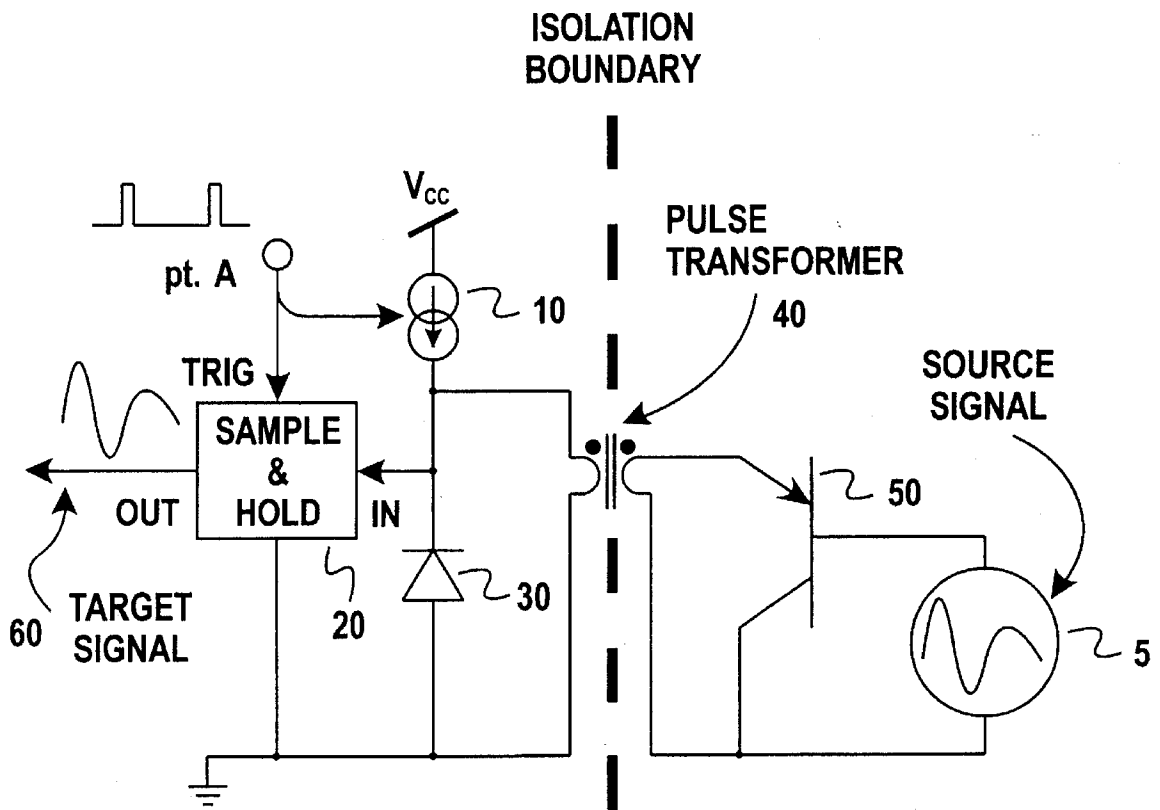 ISOLATION
BOUNDARY
V_CC
PULSE
TRANSFORMER
40
pt. A
10
SOURCE
SIGNAL
TRIG
SAMPLE
&
HOLD
OUT
IN
50
60
TARGET
SIGNAL
20
30
5